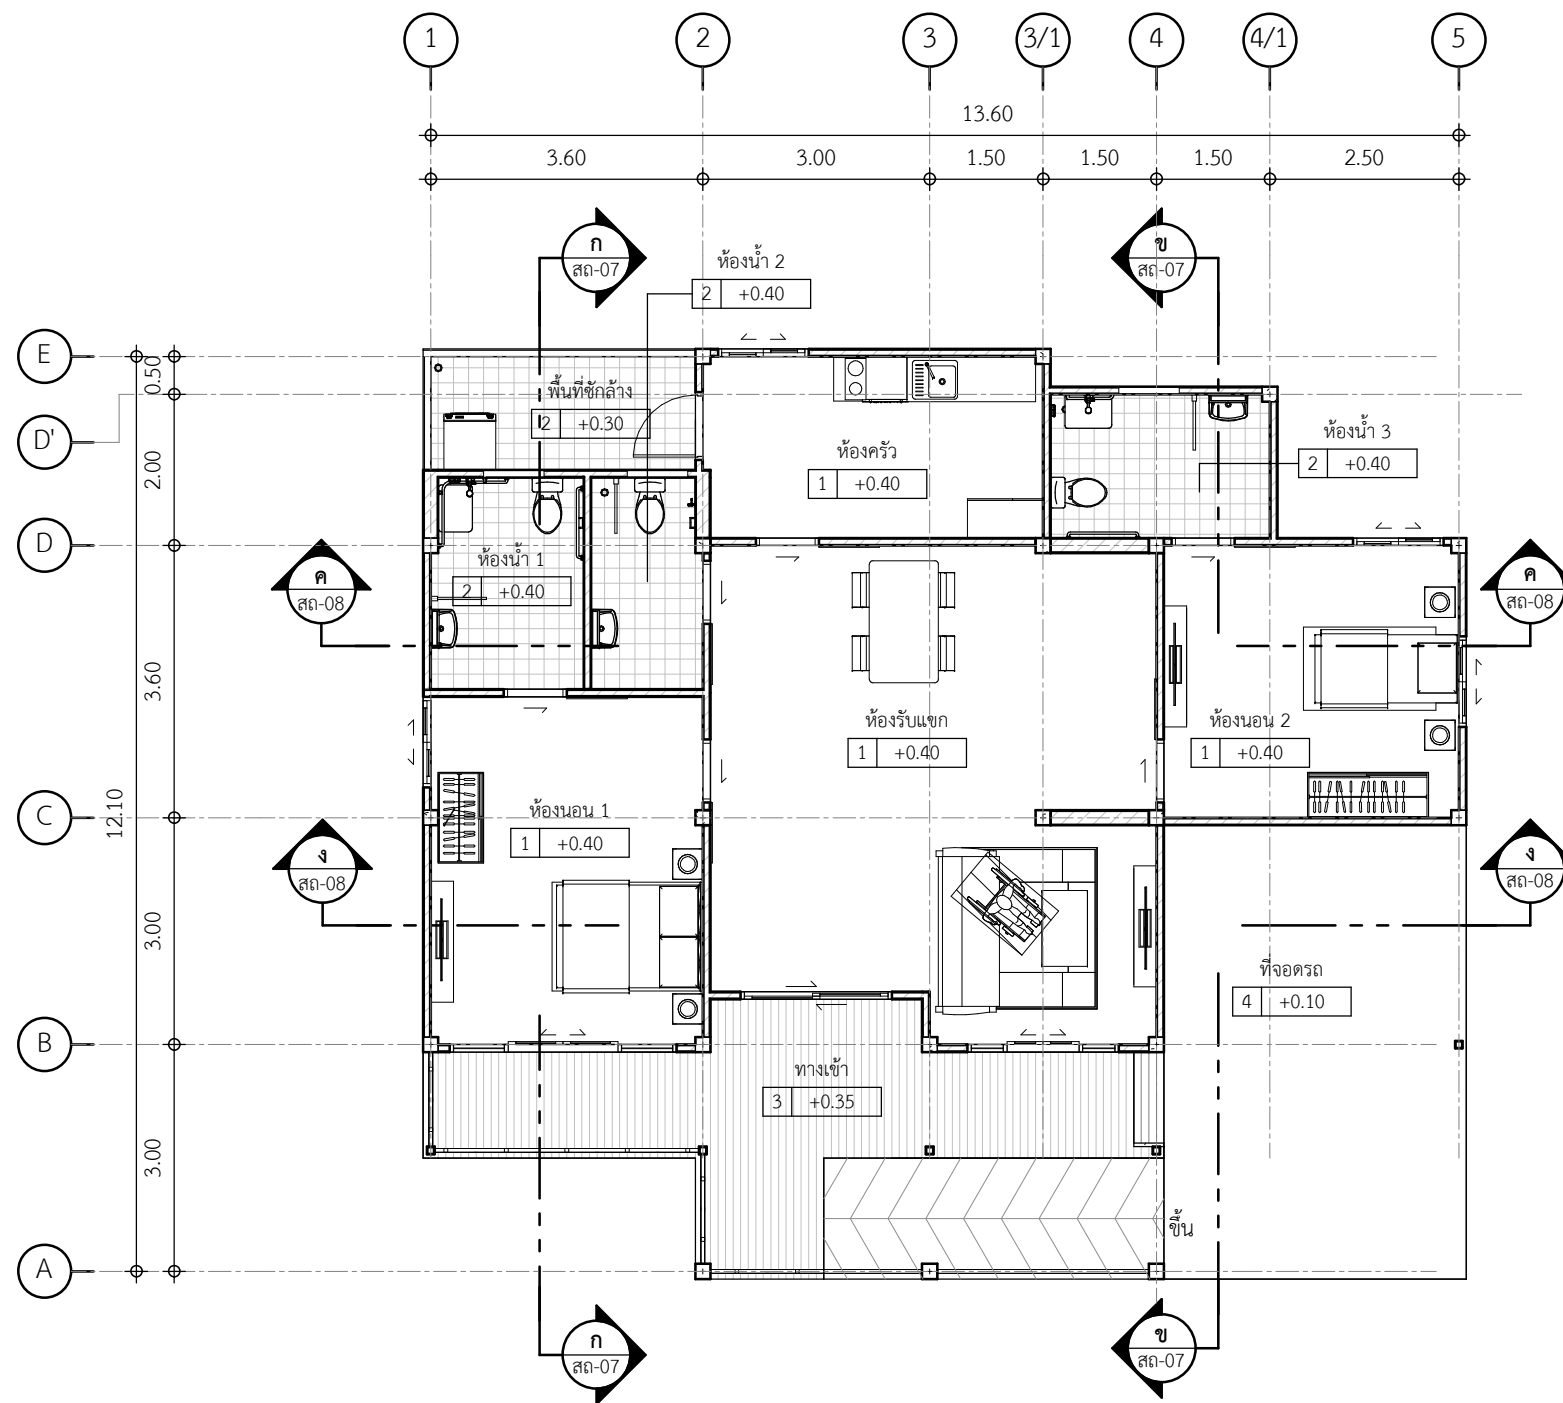 1 2 3 3/1 4 4/1 5
13.60
3.60 3.00 1.50 1.50 1.50 2.50
ก
สถ-07
ข
สถ-07
ห้องน้ำ 2
2 +0.40
E
D'
D
C
B
A
0.50
2.00
3.60
3.00
3.00
12.10
พื้นที่ซักล้าง
2 +0.30
ห้องครัว
1 +0.40
ห้องน้ำ 3
2 +0.40
ห้องน้ำ 1
2 +0.40
ค
สถ-08
ค
สถ-08
ห้องรับแขก
1 +0.40
ห้องนอน 2
1 +0.40
ห้องนอน 1
1 +0.40
ง
สถ-08
ง
สถ-08
ที่จอดรถ
4 +0.10
ทางเข้า
3 +0.35
ขึ้น
ก
สถ-07
ข
สถ-07